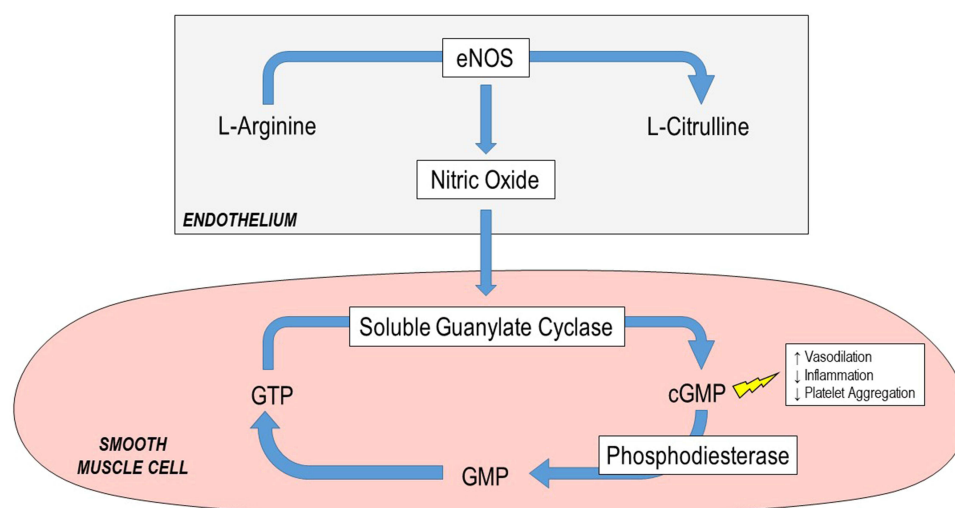 eNOS
L-Arginine
L-Citrulline
Nitric Oxide
ENDOTHELIUM
Soluble Guanylate Cyclase
↑ Vasodilation
↓ Inflammation
↓ Platelet Aggregation
GTP
cGMP
SMOOTH
MUSCLE CELL
Phosphodiesterase
GMP